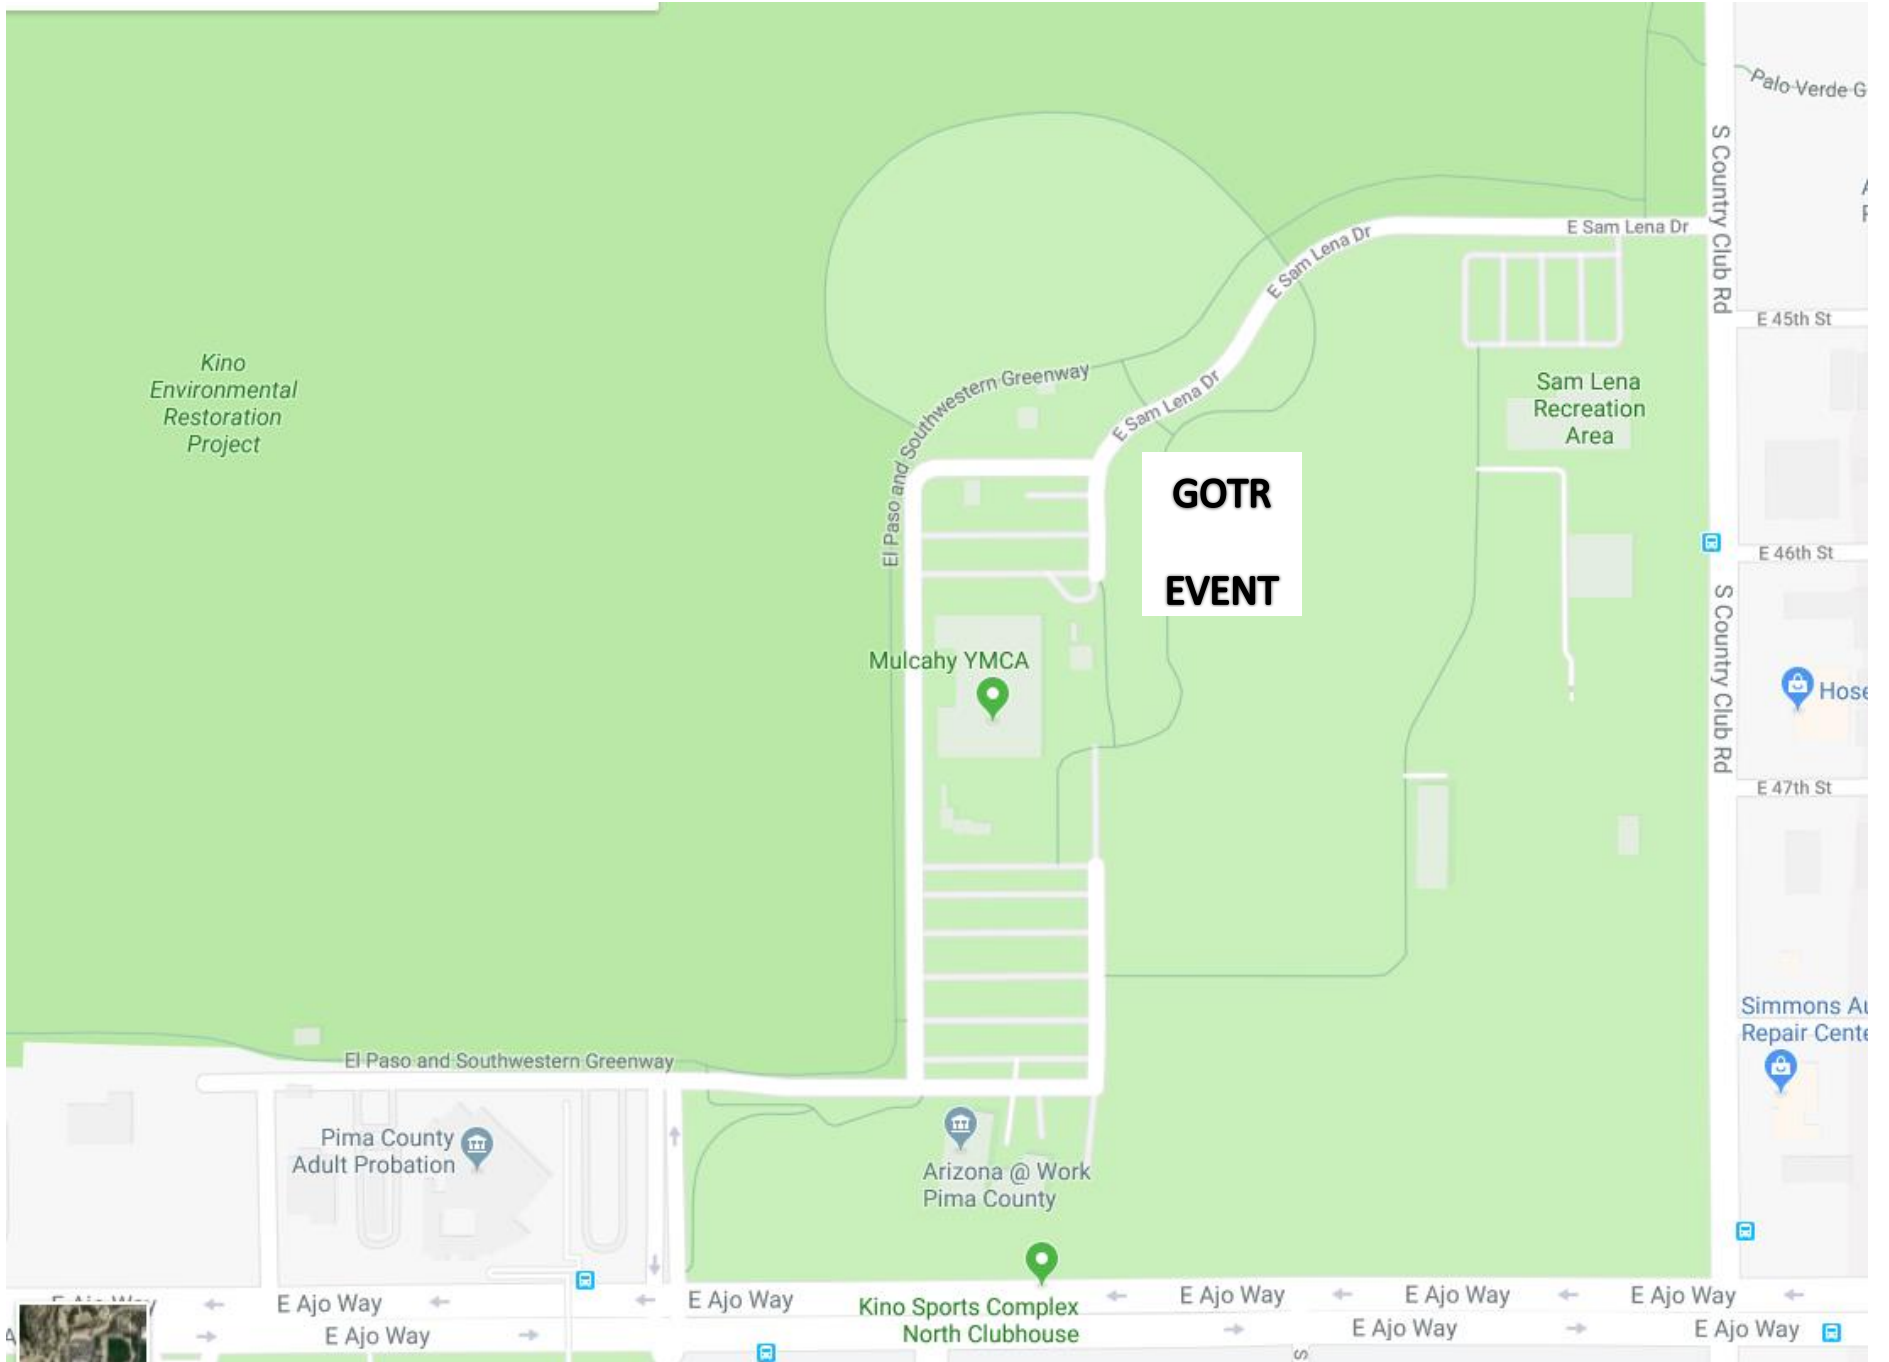 Palo Verde G
S Country Club Rd
E Sam Lena Dr
E Sam Lena Dr
E 45th St
Kino
Environmental
Restoration
Project
El Paso and Southwestern Greenway
E Sam Lena Dr
Sam Lena
Recreation
Area
GOTR
EVENT
E 46th St
S Country Club Rd
Mulcahy YMCA
Hose
E 47th St
Simmons Au
Repair Cente
El Paso and Southwestern Greenway
Pima County
Adult Probation
Arizona @ Work
Pima County
E Ajo Way
E Ajo Way
E Ajo Way
E Ajo Way
E Ajo Way
Kino Sports Complex
North Clubhouse
E Ajo Way
E Ajo Way
E Ajo Way